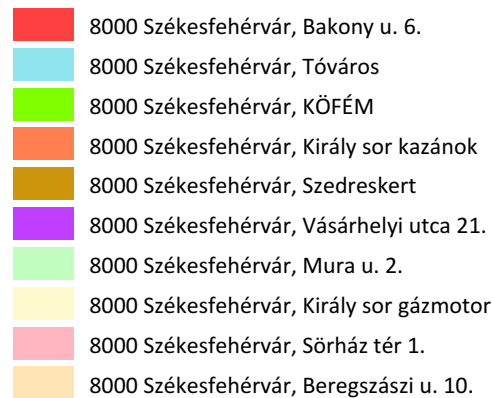 8000 Székesfehérvár, Bakony u. 6.
8000 Székesfehérvár, Tóváros
8000 Székesfehérvár, KÖFÉM
8000 Székesfehérvár, Király sor kazánok
8000 Székesfehérvár, Szedreskert
8000 Székesfehérvár, Vásárhelyi utca 21.
8000 Székesfehérvár, Mura u. 2.
8000 Székesfehérvár, Király sor gázmotor
8000 Székesfehérvár, Sörház tér 1.
8000 Székesfehérvár, Beregszászi u. 10.